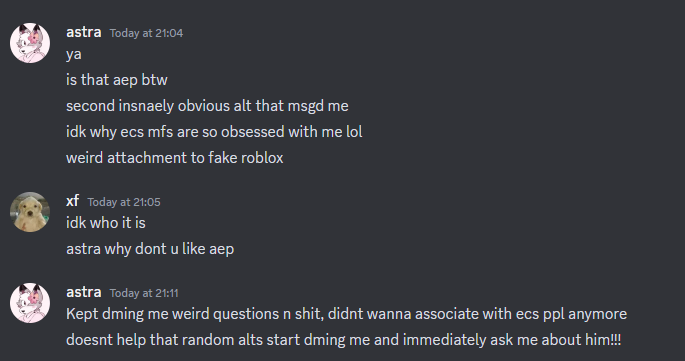 astra Today at 21:04
ya
is that aep btw
second insnaely obvious alt that msgd me
idk why ecs mfs are so obsessed with me lol
weird attachment to fake roblox
xf Today at 21:05
idk who it is
astra why dont u like aep
astra Today at 21:11
Kept dming me weird questions n shit, didnt wanna associate with ecs ppl anymore
doesnt help that random alts start dming me and immediately ask me about him!!!